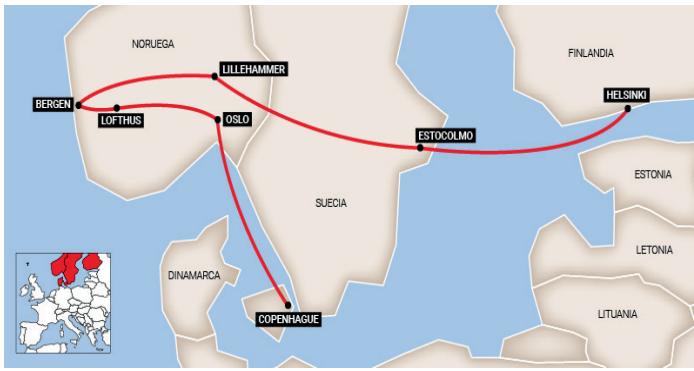 NORUEGA
FINLANDIA
LILLEHAMMER
HELSINKI
BERGEN
LOFTHUS
OSLO
ESTOCOLMO
ESTONIA
SUECIA
LETONIA
DINAMARCA
LITUANIA
COPENHAGUE